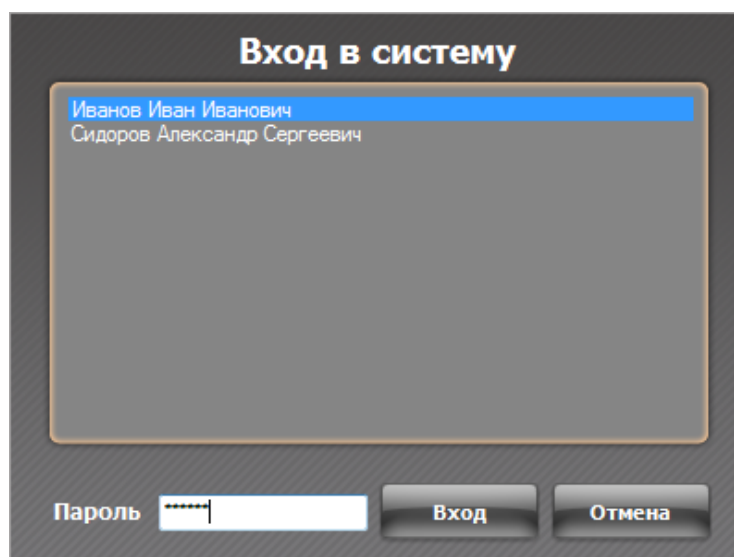 Вход в систему
Иванов Иван Иванович
Сидоров Александр Сергеевич
Пароль ****** Вход Отмена